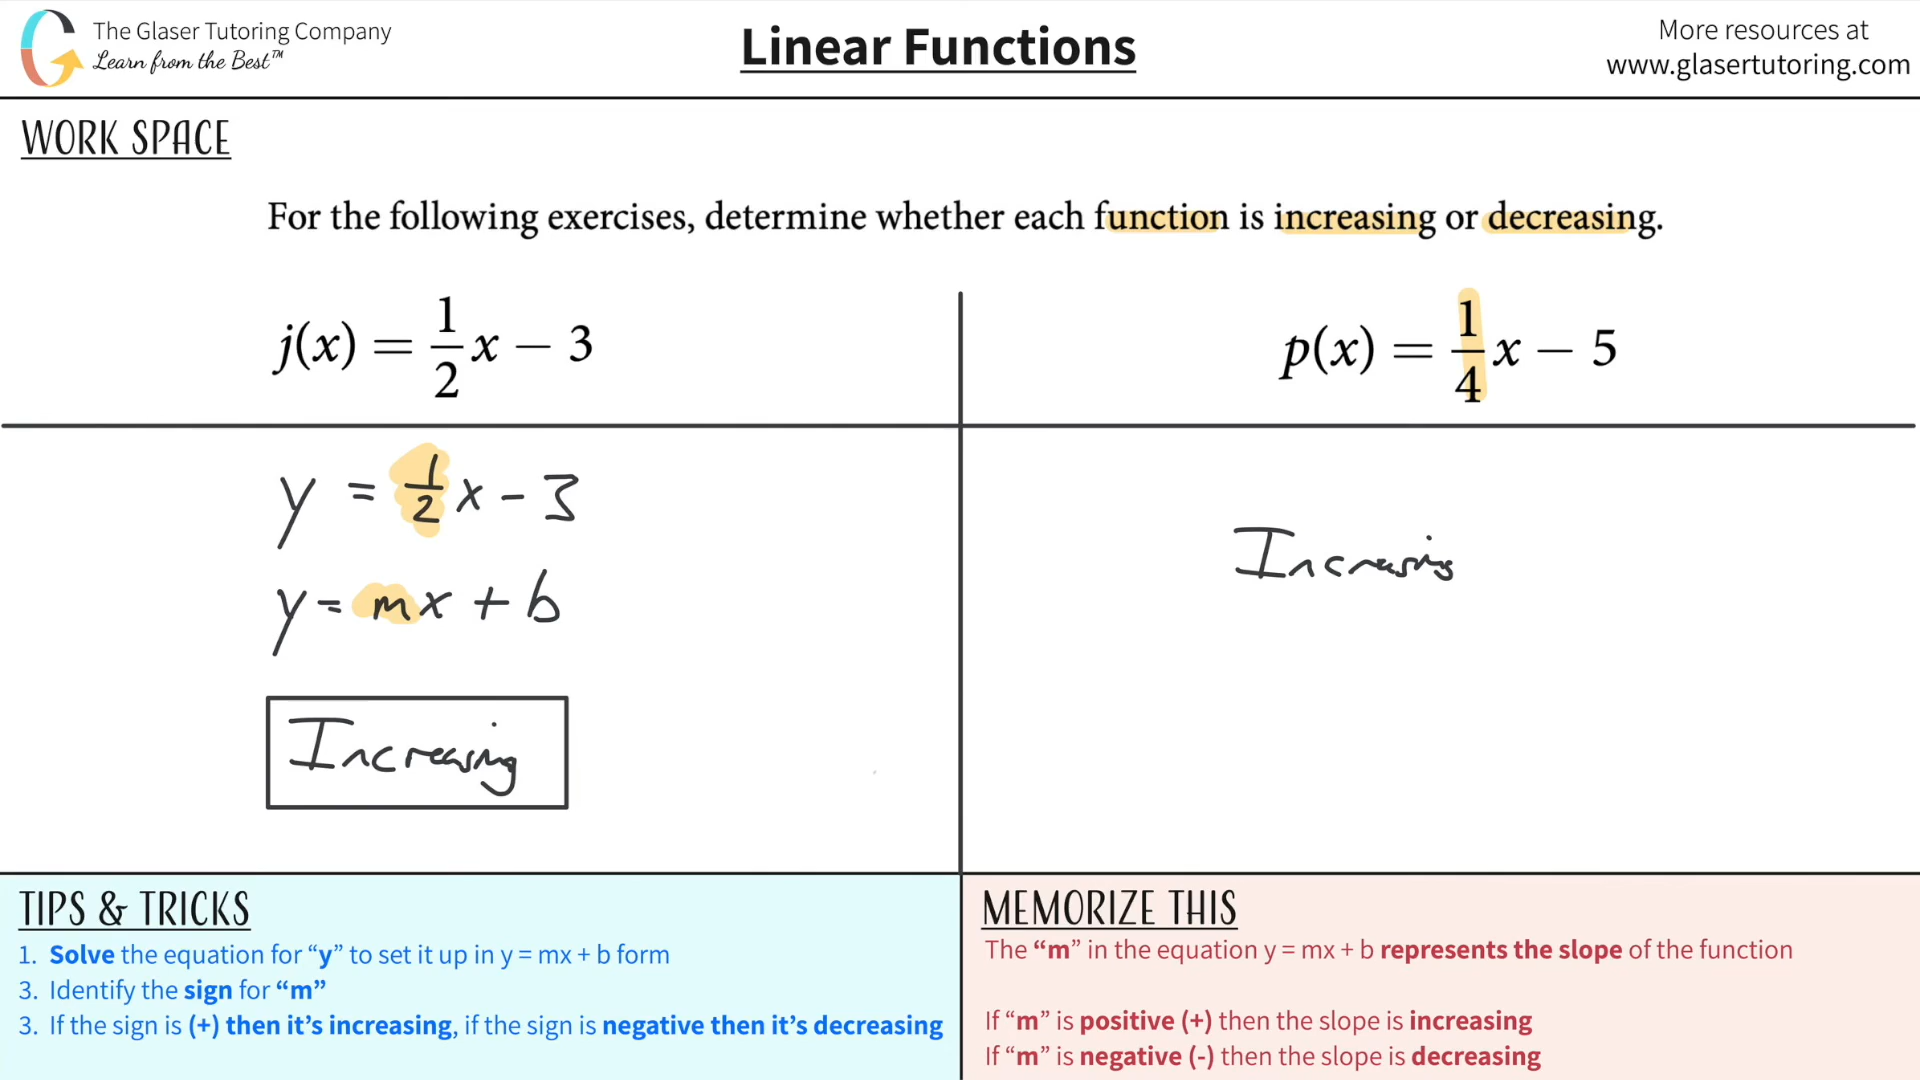 The Glaser Tutoring Company
Learn from the Best™
Linear Functions
More resources at
www.glasertutoring.com
WORK SPACE
For the following exercises, determine whether each function is increasing or decreasing.
j(x) = 1/2 x − 3
p(x) = 1/4 x − 5
y = 1/2 x - 3
y = mx + b
Increasing
Increasing
TIPS & TRICKS
1. Solve the equation for “y” to set it up in y = mx + b form
3. Identify the sign for “m”
3. If the sign is (+) then it’s increasing, if the sign is negative then it’s decreasing
MEMORIZE THIS
The “m” in the equation y = mx + b represents the slope of the function
If “m” is positive (+) then the slope is increasing
If “m” is negative (-) then the slope is decreasing